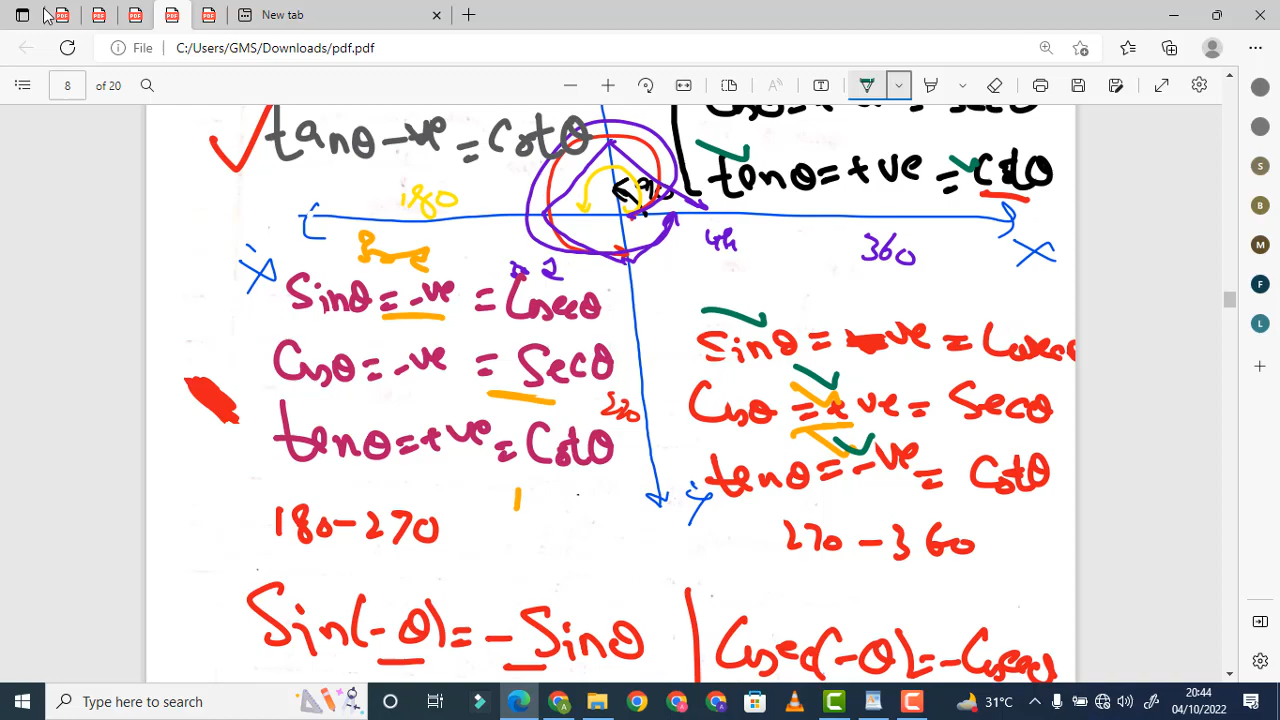 New tab
File C:/Users/GMS/Downloads/pdf.pdf
8 of 20
tanθ -ve = Cotθ
tanθ = +ve = Cotθ
180
4th
360
X
Sinθ = -ve = Cosecθ
Cosθ = -ve = Secθ
tanθ = +ve = Cotθ
270
180-270
Sinθ = -ve = Cosecθ
Cosθ = +ve = Secθ
tanθ = -ve = Cotθ
270 - 360
Sin(-θ) = -Sinθ
Cosec(-θ) = -Cosecθ
S
B
M
F
L
Type here to search
31°C
20:44
04/10/2022